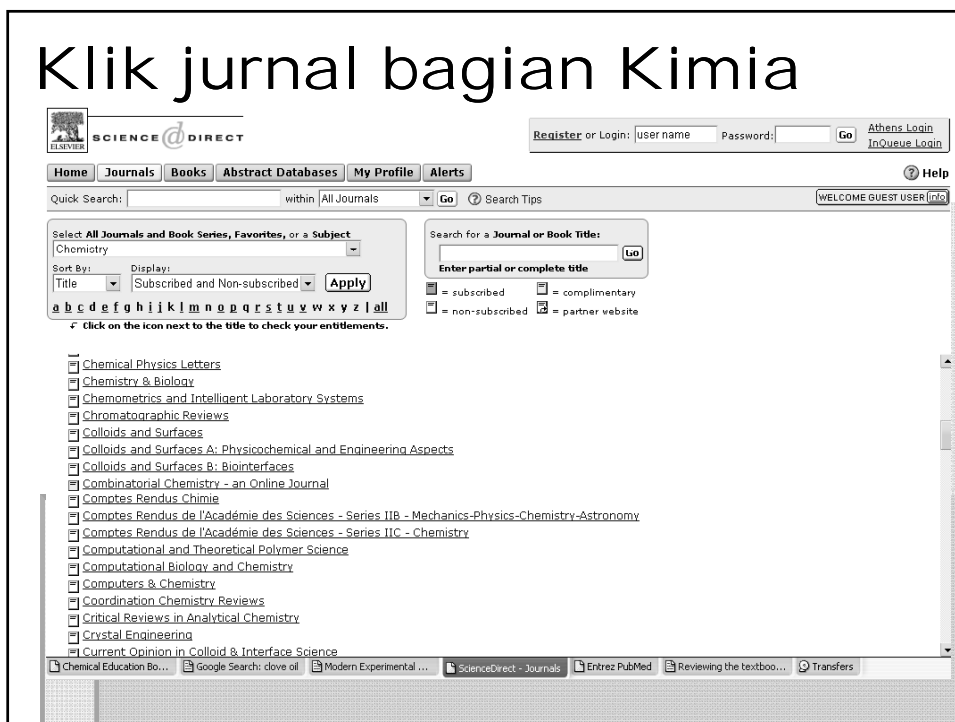 Klik jurnal bagian Kimia
ELSEVIER SCIENCE @ DIRECT
Register or Login: user name Password: Go Athens Login
InQueue Login
Home Journals Books Abstract Databases My Profile Alerts ? Help
Quick Search: within All Journals Go ? Search Tips WELCOME GUEST USER info
Select All Journals and Book Series, Favorites, or a Subject
Chemistry
Sort By: Display:
Title Subscribed and Non-subscribed Apply
a b c d e f g h i j k l m n o p q r s t u v w x y z | all
Click on the icon next to the title to check your entitlements.
Search for a Journal or Book Title:
Go
Enter partial or complete title
= subscribed = complimentary
= non-subscribed = partner website
Chemical Physics Letters
Chemistry & Biology
Chemometrics and Intelligent Laboratory Systems
Chromatographic Reviews
Colloids and Surfaces
Colloids and Surfaces A: Physicochemical and Engineering Aspects
Colloids and Surfaces B: Biointerfaces
Combinatorial Chemistry - an Online Journal
Comptes Rendus Chimie
Comptes Rendus de l'Académie des Sciences - Series IIB - Mechanics-Physics-Chemistry-Astronomy
Comptes Rendus de l'Académie des Sciences - Series IIC - Chemistry
Computational and Theoretical Polymer Science
Computational Biology and Chemistry
Computers & Chemistry
Coordination Chemistry Reviews
Critical Reviews in Analytical Chemistry
Crystal Engineering
Current Opinion in Colloid & Interface Science
Chemical Education Bo... Google Search: clove oil Modern Experimental ... ScienceDirect - Journals Entrez PubMed Reviewing the textboo... Transfers